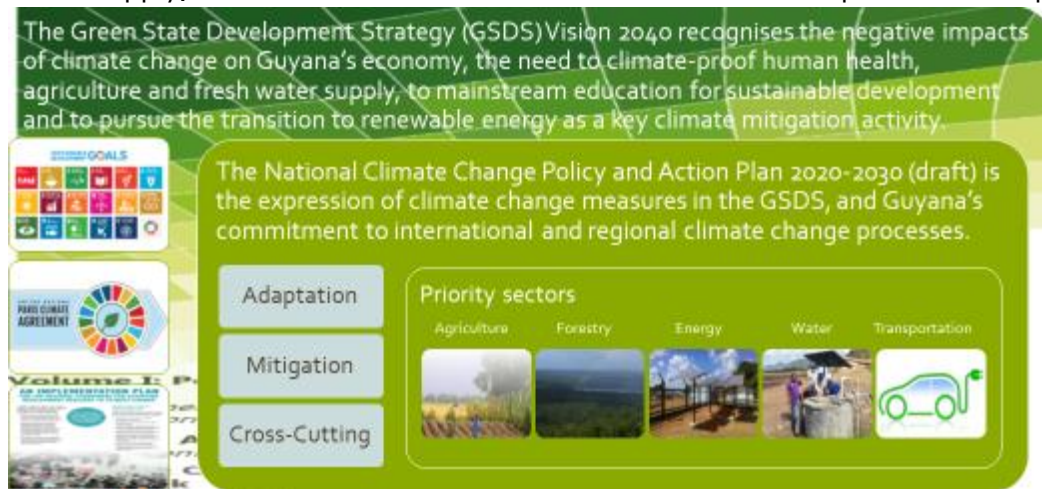 The Green State Development Strategy (GSDS) Vision 2040 recognises the negative impacts
of climate change on Guyana's economy, the need to climate-proof human health,
agriculture and fresh water supply, to mainstream education for sustainable development
and to pursue the transition to renewable energy as a key climate mitigation activity.
GOALS
The National Climate Change Policy and Action Plan 2020-2030 (draft) is
the expression of climate change measures in the GSDS, and Guyana's
commitment to international and regional climate change processes.
PARIS CLIMATE
AGREEMENT
Adaptation
Mitigation
Cross-Cutting
Priority sectors
Agriculture Forestry Energy Water Transportation
Volume I:
AN IMPLEMENTATION PLAN